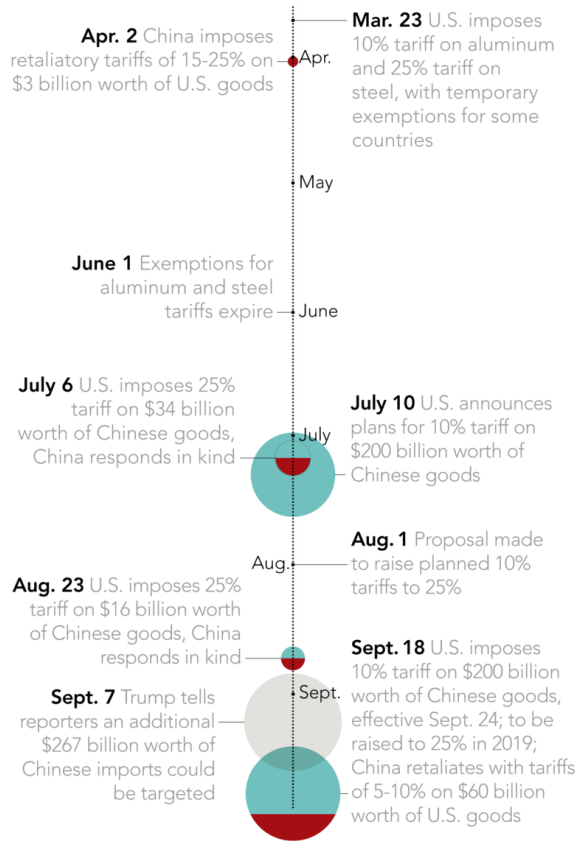 Mar. 23 U.S. imposes
10% tariff on aluminum
and 25% tariff on
steel, with temporary
exemptions for some
countries
Apr. 2 China imposes
retaliatory tariffs of 15-25% on
$3 billion worth of U.S. goods
Apr.
May
June 1 Exemptions for
aluminum and steel
tariffs expire
June
July 6 U.S. imposes 25%
tariff on $34 billion
worth of Chinese goods,
China responds in kind
July
July 10 U.S. announces
plans for 10% tariff on
$200 billion worth of
Chinese goods
Aug. 1 Proposal made
to raise planned 10%
tariffs to 25%
Aug.
Aug. 23 U.S. imposes 25%
tariff on $16 billion worth
of Chinese goods, China
responds in kind
Sept. 7 Trump tells
reporters an additional
$267 billion worth of
Chinese imports could
be targeted
Sept.
Sept. 18 U.S. imposes
10% tariff on $200 billion
worth of Chinese goods,
effective Sept. 24; to be
raised to 25% in 2019;
China retaliates with tariffs
of 5-10% on $60 billion
worth of U.S. goods